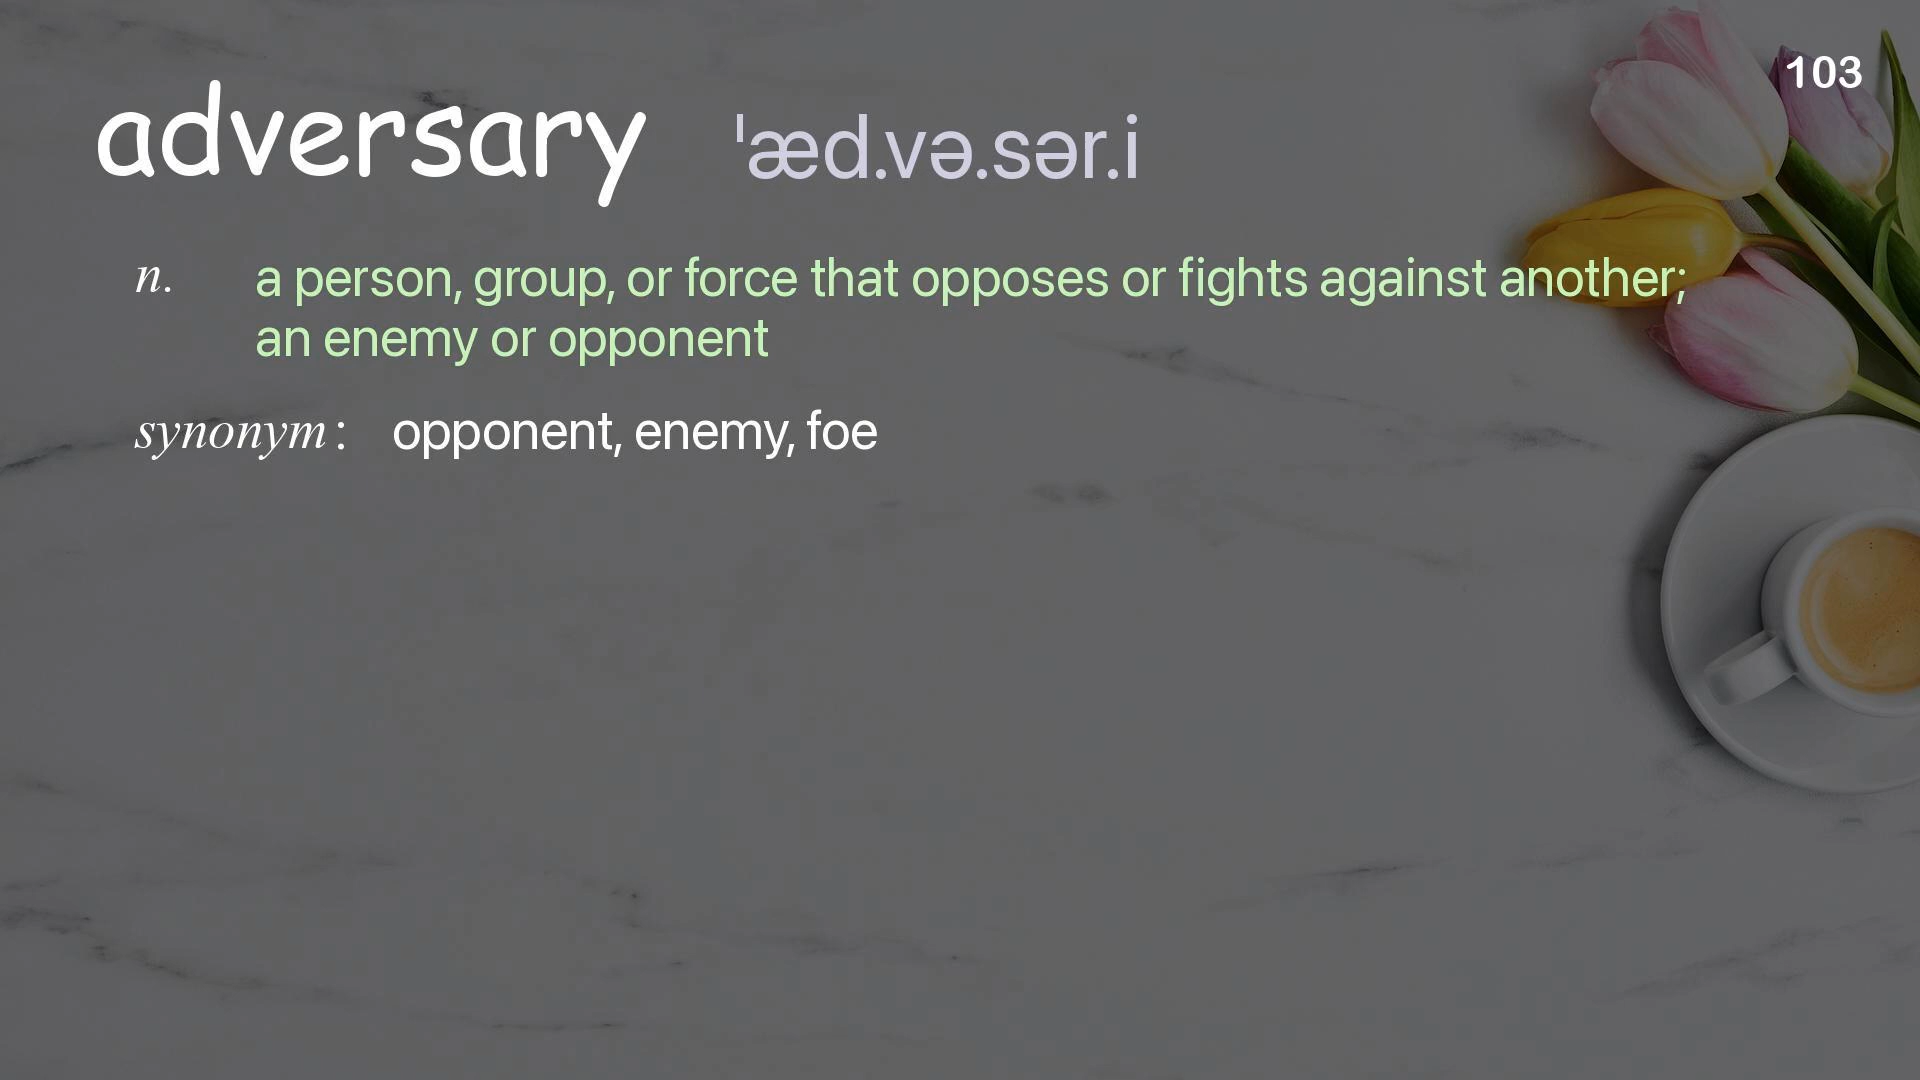 103
adversary ˈæd.və.sər.i
n. a person, group, or force that opposes or fights against another;
an enemy or opponent
synonym: opponent, enemy, foe